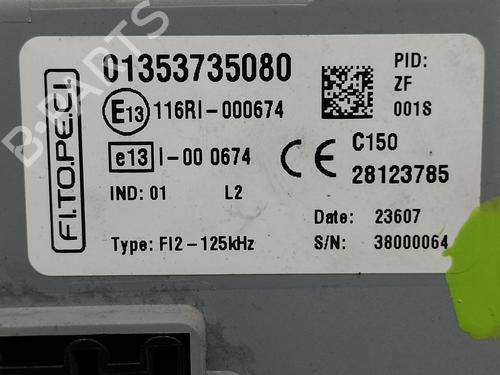 FI.TO.PE.CI.
01353735080
E13 116RI-000674
e13 I-00 0674
IND: 01 L2
Type: FI2-125kHz
PID:
ZF
001S
CE C150
28123785
Date: 23607
S/N: 38000064
B-PARTS